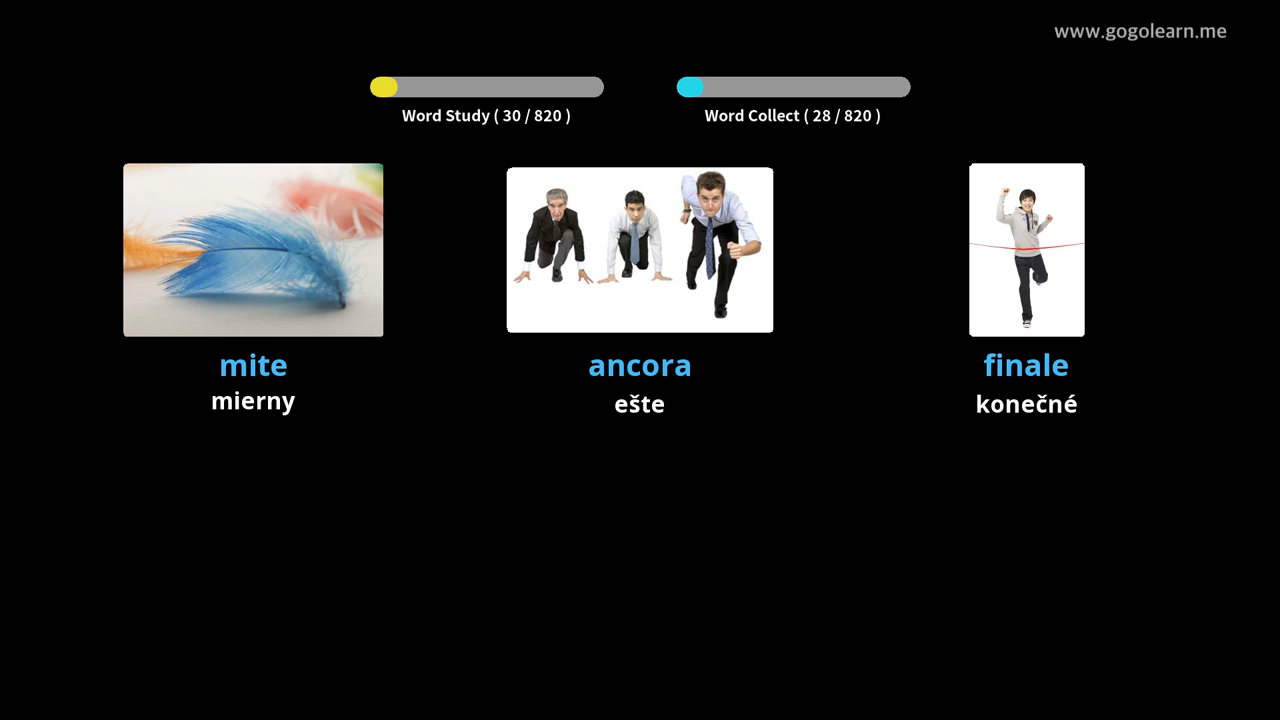 www.gogolearn.me
Word Study ( 30 / 820 )
Word Collect ( 28 / 820 )
mite
mierny
ancora
ešte
finale
konečné